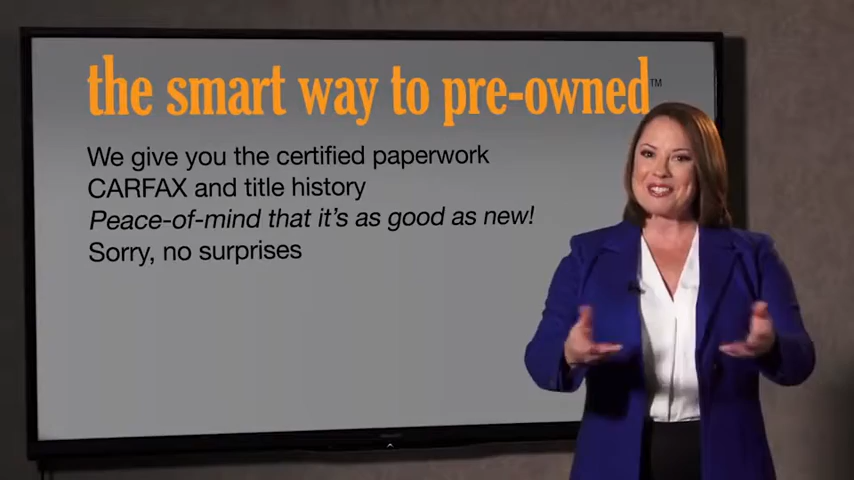 the smart way to pre-owned™
We give you the certified paperwork
CARFAX and title history
Peace-of-mind that it's as good as new!
Sorry, no surprises